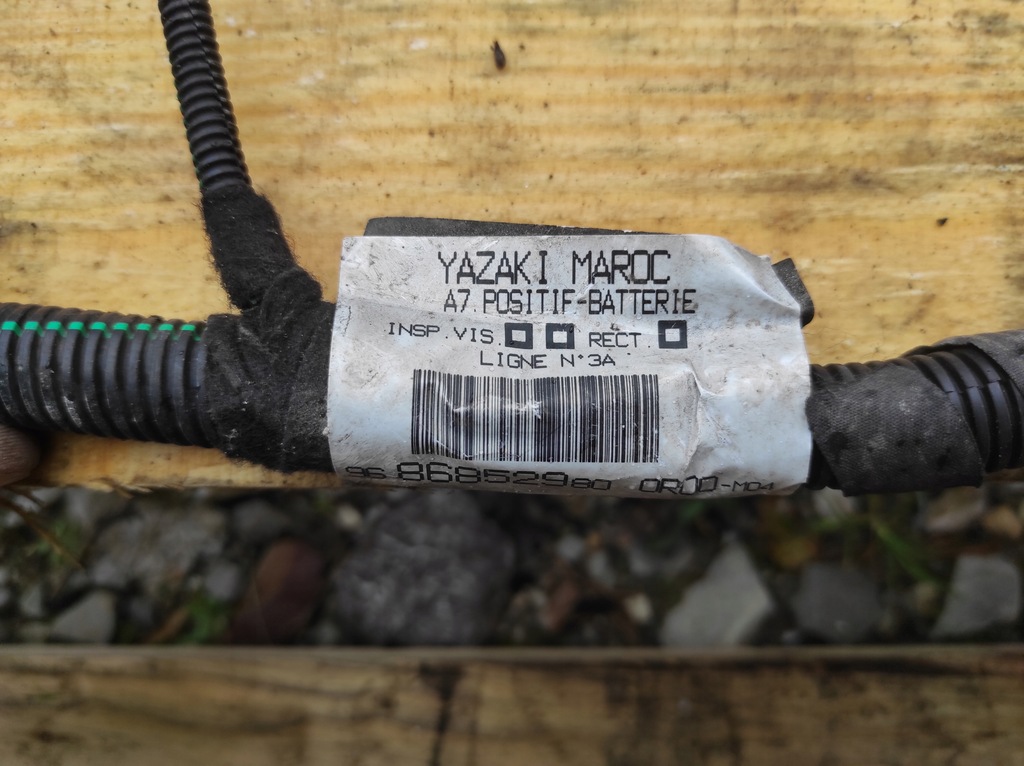 YAZAKI MAROC
A7.POSITIF-BATTERIE
INSP.VIS. RECT.
LIGNE N°3A
96 868529 80 0R00-M04